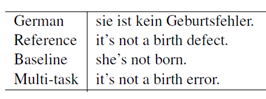 German sie ist kein Geburtsfehler.
Reference it's not a birth defect.
Baseline she's not born.
Multi-task it's not a birth error.